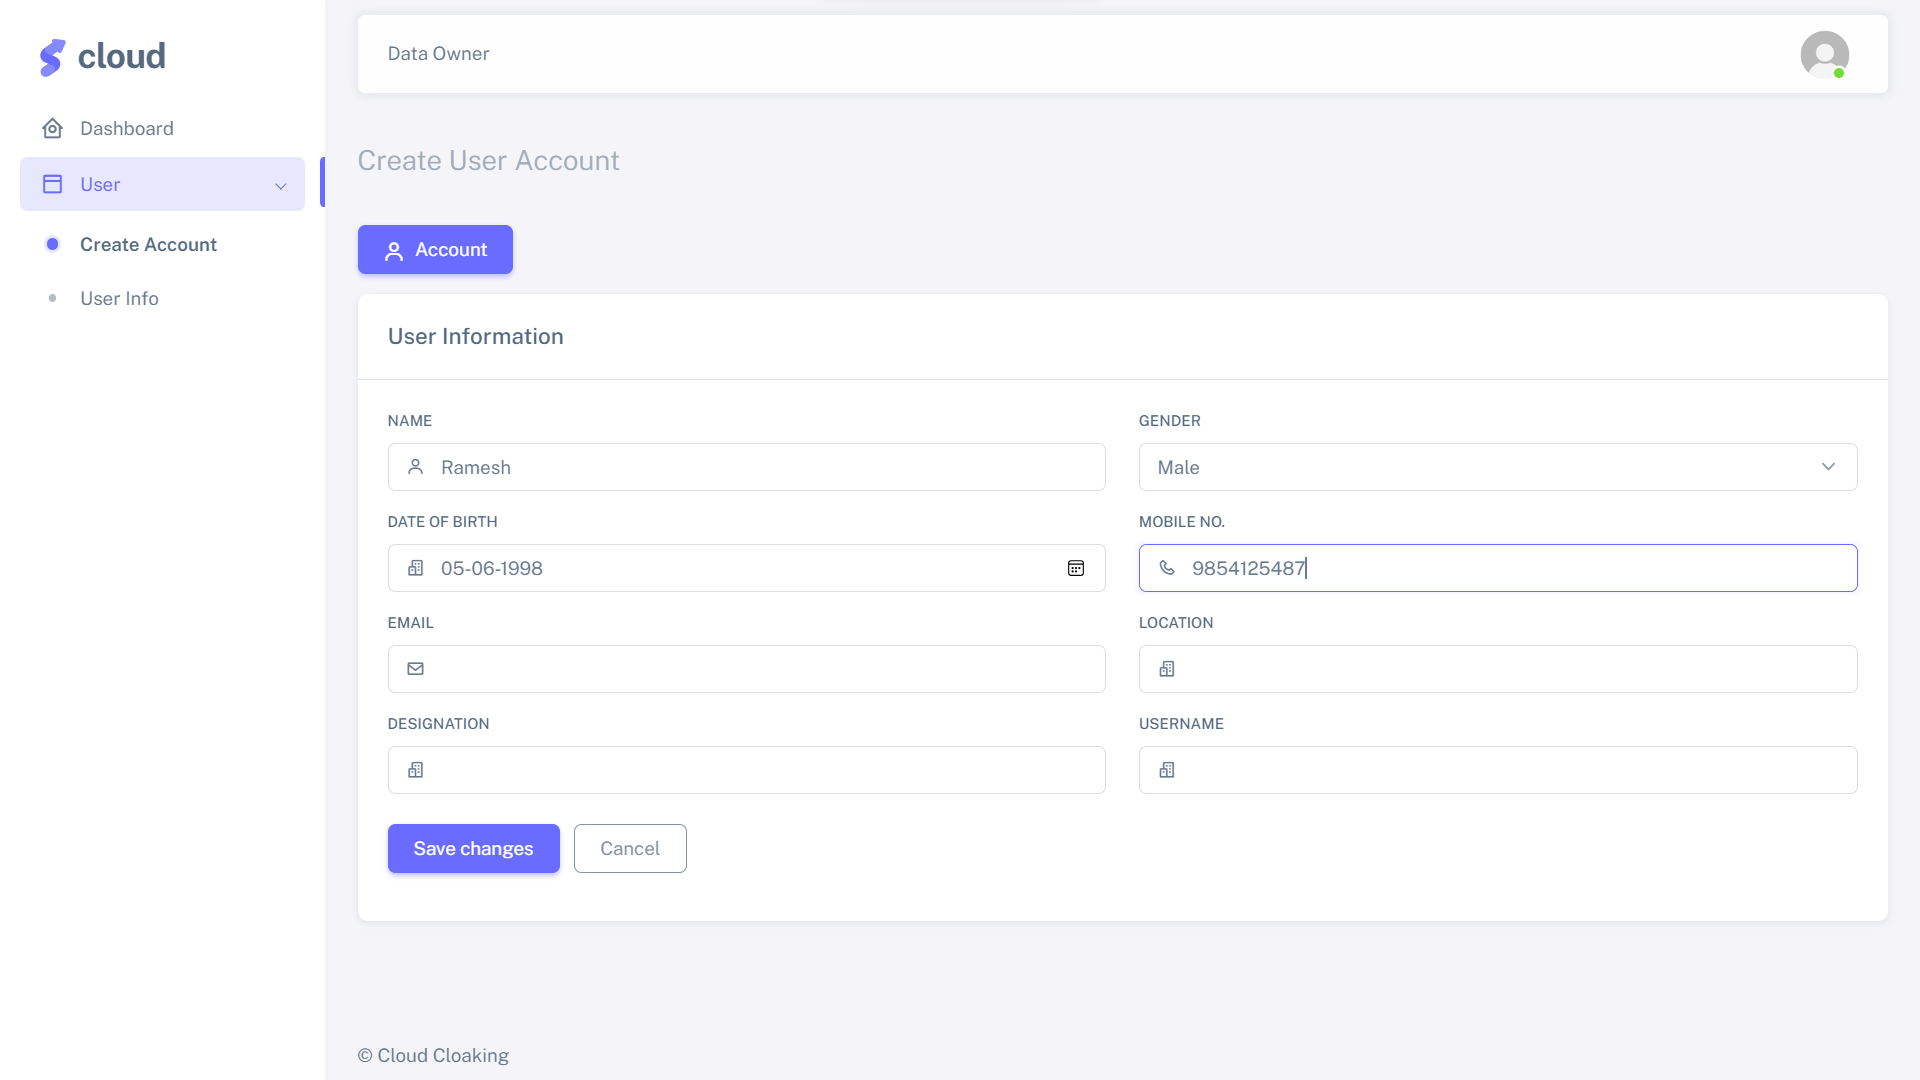 cloud
Dashboard
User
Create Account
User Info
Data Owner
Create User Account
Account
User Information
NAME
Ramesh
GENDER
Male
DATE OF BIRTH
05-06-1998
MOBILE NO.
9854125487
EMAIL
LOCATION
DESIGNATION
USERNAME
Save changes
Cancel
© Cloud Cloaking